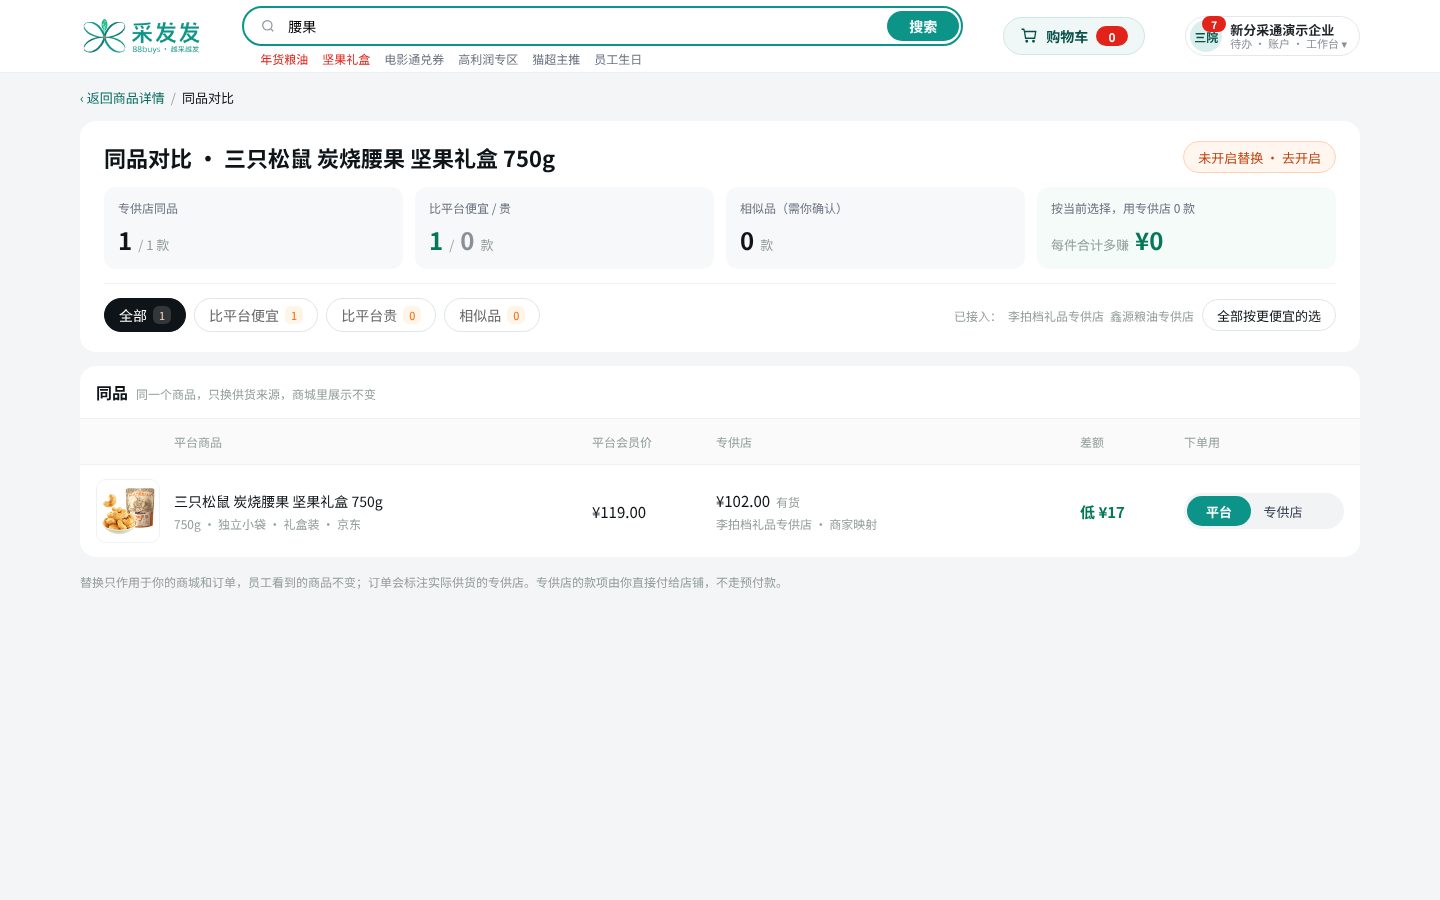 采发发
BBbuys · 越采越发
腰果
搜索
年货粮油 坚果礼盒 电影通兑券 高利润专区 猫超主推 员工生日
购物车 0
三院
7
新分采通演示企业
待办 · 账户 · 工作台 ▾
‹ 返回商品详情 / 同品对比
同品对比 · 三只松鼠 炭烧腰果 坚果礼盒 750g
未开启替换 · 去开启
专供店同品
1 / 1 款
比平台便宜 / 贵
1 / 0 款
相似品（需你确认）
0 款
按当前选择，用专供店 0 款
每件合计多赚 ¥0
全部 1
比平台便宜 1
比平台贵 0
相似品 0
已接入： 李拍档礼品专供店 鑫源粮油专供店
全部按更便宜的选
同品 同一个商品，只换供货来源，商城里展示不变
平台商品 平台会员价 专供店 差额 下单用
三只松鼠 炭烧腰果 坚果礼盒 750g
750g · 独立小袋 · 礼盒装 · 京东
¥119.00
¥102.00 有货
李拍档礼品专供店 · 商家映射
低 ¥17
平台 专供店
替换只作用于你的商城和订单，员工看到的商品不变；订单会标注实际供货的专供店。专供店的款项由你直接付给店铺，不走预付款。